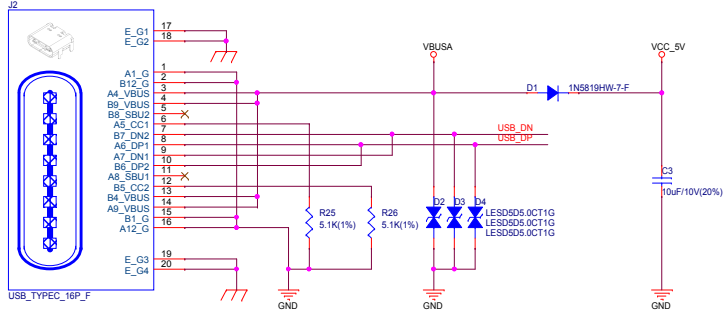 J2
E_G1 17
E_G2 18
A1_G 1
B12_G 2
A4_VBUS 3
B9_VBUS 4
B8_SBU2 5
A5_CC1 6
B7_DN2 7
A6_DP1 8
A7_DN1 9
B6_DP2 10
A8_SBU1 11
B5_CC2 12
B4_VBUS 13
A9_VBUS 14
B1_G 15
A12_G 16
E_G3 19
E_G4 20
USB_TYPEC_16P_F
R25
5.1K(1%)
R26
5.1K(1%)
GND
VBUSA
D1
1N5819HW-7-F
VCC_5V
USB_DN
USB_DP
D2 D3 D4
LESD5D5.0CT1G
LESD5D5.0CT1G
LESD5D5.0CT1G
GND
C3
10uF/10V(20%)
GND